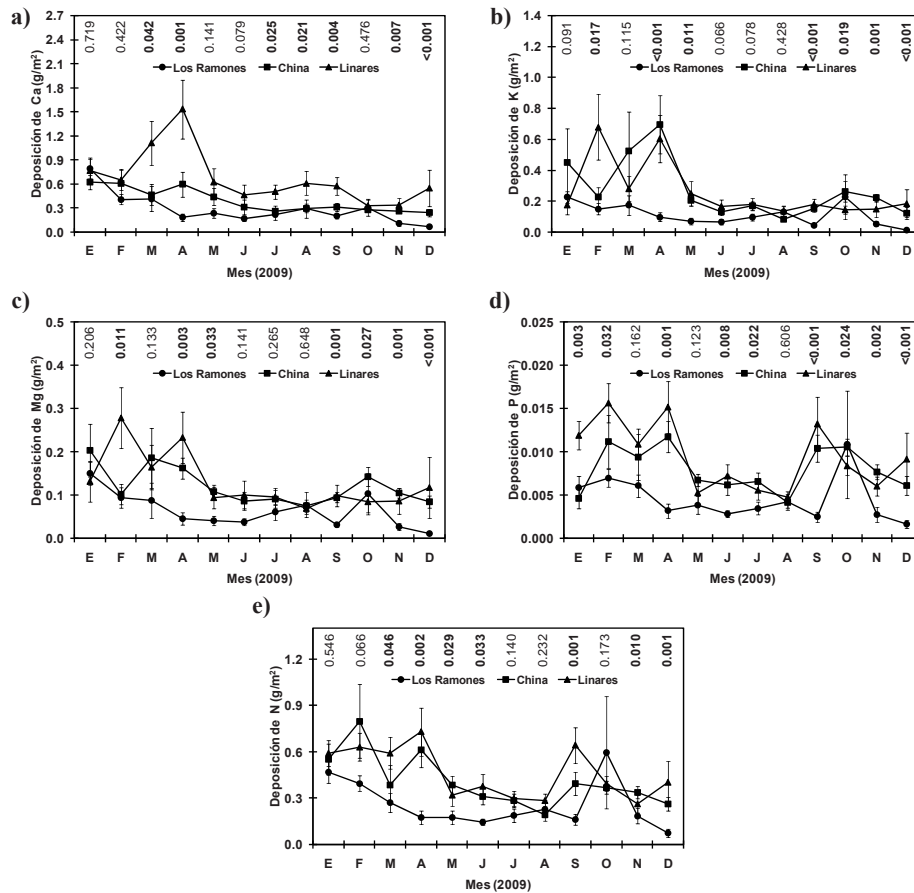 a)
2.7
2.4
2.1
1.8
1.5
1.2
0.9
0.6
0.3
0.0
Deposición de Ca (g/m²)
0.719 0.422 0.042 0.001 0.141 0.079 0.025 0.021 0.004 0.476 0.007 <0.001
Los Ramones China Linares
E F M A M J J A S O N D
Mes (2009)
b)
1.4
1.2
1.0
0.8
0.6
0.4
0.2
0.0
Deposición de K (g/m²)
0.091 0.017 0.115 <0.001 0.011 0.066 0.078 0.428 <0.001 0.019 0.001 <0.001
Los Ramones China Linares
E F M A M J J A S O N D
Mes (2009)
c)
0.5
0.4
0.3
0.2
0.1
0.0
Deposición de Mg (g/m²)
0.206 0.011 0.133 0.003 0.033 0.141 0.265 0.648 0.001 0.027 0.001 <0.001
Los Ramones China Linares
E F M A M J J A S O N D
Mes (2009)
d)
0.025
0.020
0.015
0.010
0.005
0.000
Deposición de P (g/m²)
0.003 0.032 0.162 0.001 0.123 0.008 0.022 0.606 <0.001 0.024 0.002 <0.001
Los Ramones China Linares
E F M A M J J A S O N D
Mes (2009)
e)
1.2
0.9
0.6
0.3
0.0
Deposición de N (g/m²)
0.546 0.066 0.046 0.002 0.029 0.033 0.140 0.232 0.001 0.173 0.010 0.001
Los Ramones China Linares
E F M A M J J A S O N D
Mes (2009)